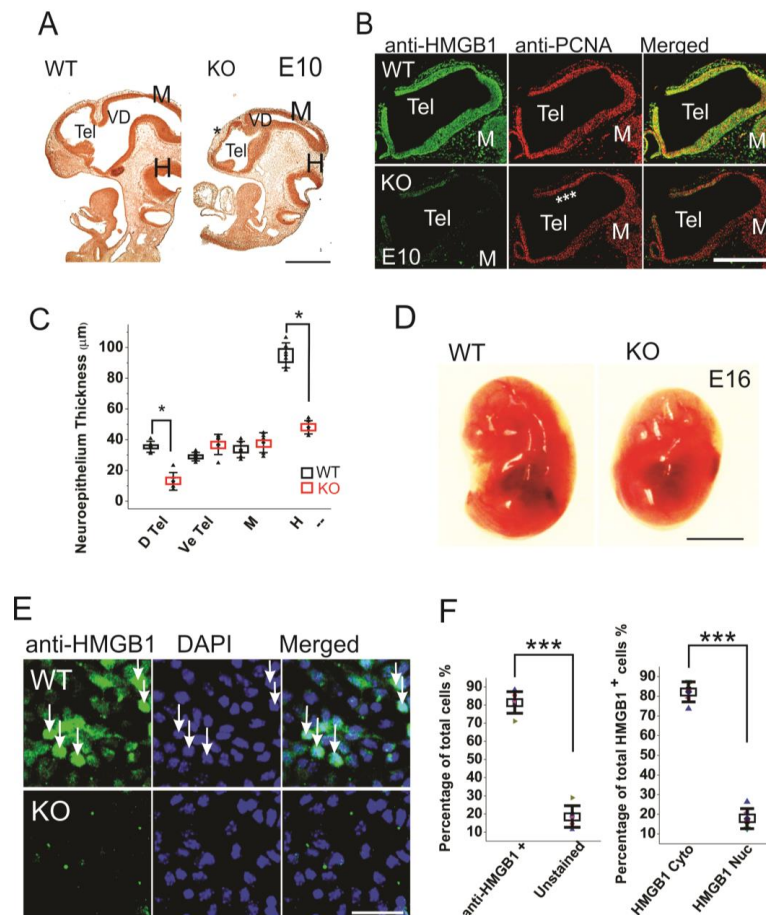 A
WT
KO
E10
M
VD
Tel
H
M
VD
*
Tel
H
B
anti-HMGB1
anti-PCNA
Merged
WT
Tel
M
Tel
M
Tel
M
KO
Tel
E10
M
***
Tel
M
Tel
M
C
Neuroepithelium Thickness (μm)
100
80
60
40
20
0
*
*
WT
KO
D Tel
Ve Tel
M
H
--
D
WT
KO
E16
E
anti-HMGB1
DAPI
Merged
WT
KO
F
Percentage of total cells %
90
80
70
60
50
40
30
20
10
***
anti-HMGB1 +
Unstained
Percentage of total HMGB1 + cells %
90
80
70
60
50
40
30
20
10
***
HMGB1 Cyto
HMGB1 Nuc